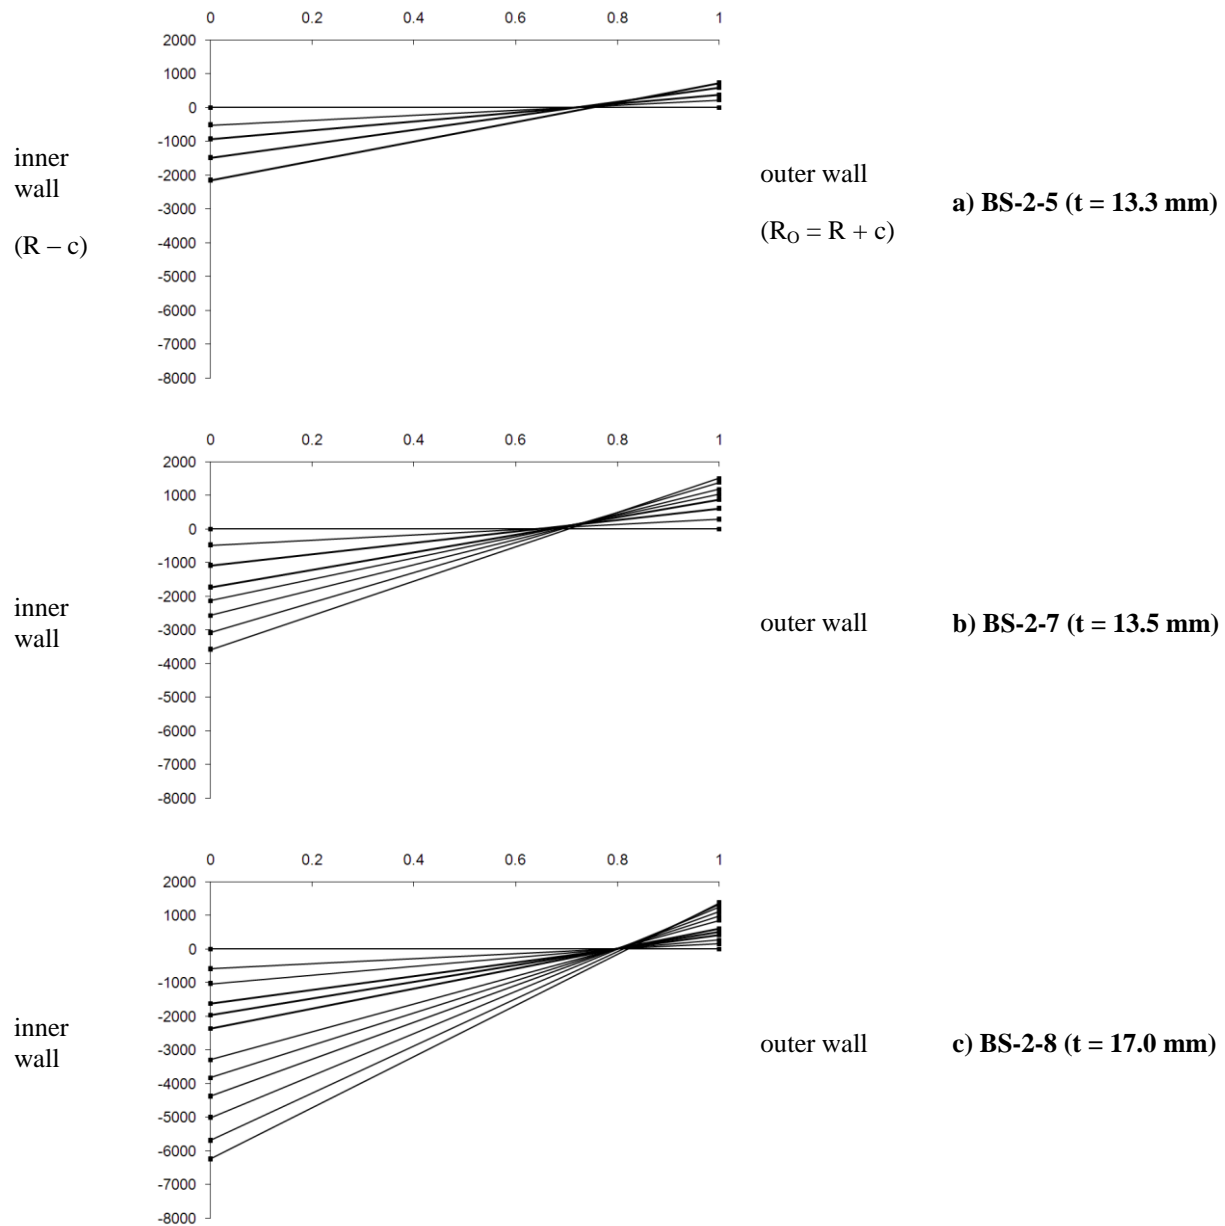 0 0.2 0.4 0.6 0.8 1
2000
1000
0
-1000
-2000
-3000
-4000
-5000
-6000
-7000
-8000
inner
wall
(R – c)
outer wall
(R₀ = R + c)
a) BS-2-5 (t = 13.3 mm)
0 0.2 0.4 0.6 0.8 1
2000
1000
0
-1000
-2000
-3000
-4000
-5000
-6000
-7000
-8000
inner
wall
outer wall
b) BS-2-7 (t = 13.5 mm)
0 0.2 0.4 0.6 0.8 1
2000
1000
0
-1000
-2000
-3000
-4000
-5000
-6000
-7000
-8000
inner
wall
outer wall
c) BS-2-8 (t = 17.0 mm)